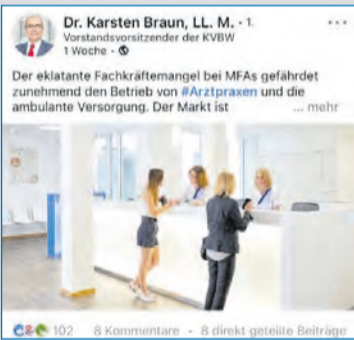 Dr. Karsten Braun, LL. M. • 1.
Vorstandsvorsitzender der KVBW
1 Woche •
Der eklatante Fachkräftemangel bei MFAs gefährdet
zunehmend den Betrieb von #Arztpraxen und die
ambulante Versorgung. Der Markt ist ... mehr
102 8 Kommentare • 8 direkt geteilte Beiträge